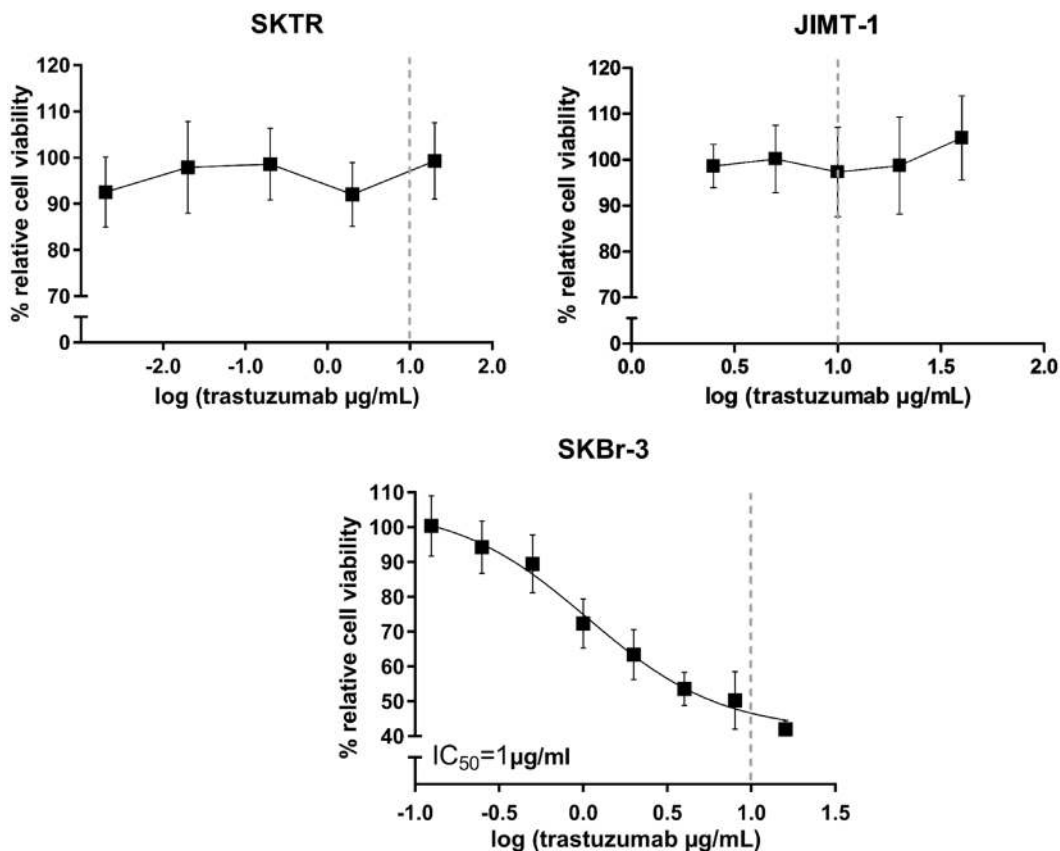 SKTR
% relative cell viability
120
110
100
90
80
70
0
-2.0 -1.0 0.0 1.0 2.0
log (trastuzumab µg/mL)
JIMT-1
% relative cell viability
120
110
100
90
80
70
0
0.0 0.5 1.0 1.5 2.0
log (trastuzumab µg/mL)
SKBr-3
% relative cell viability
110
100
90
80
70
60
50
40
IC₅₀=1µg/ml
-1.0 -0.5 0.0 0.5 1.0 1.5
log (trastuzumab µg/mL)